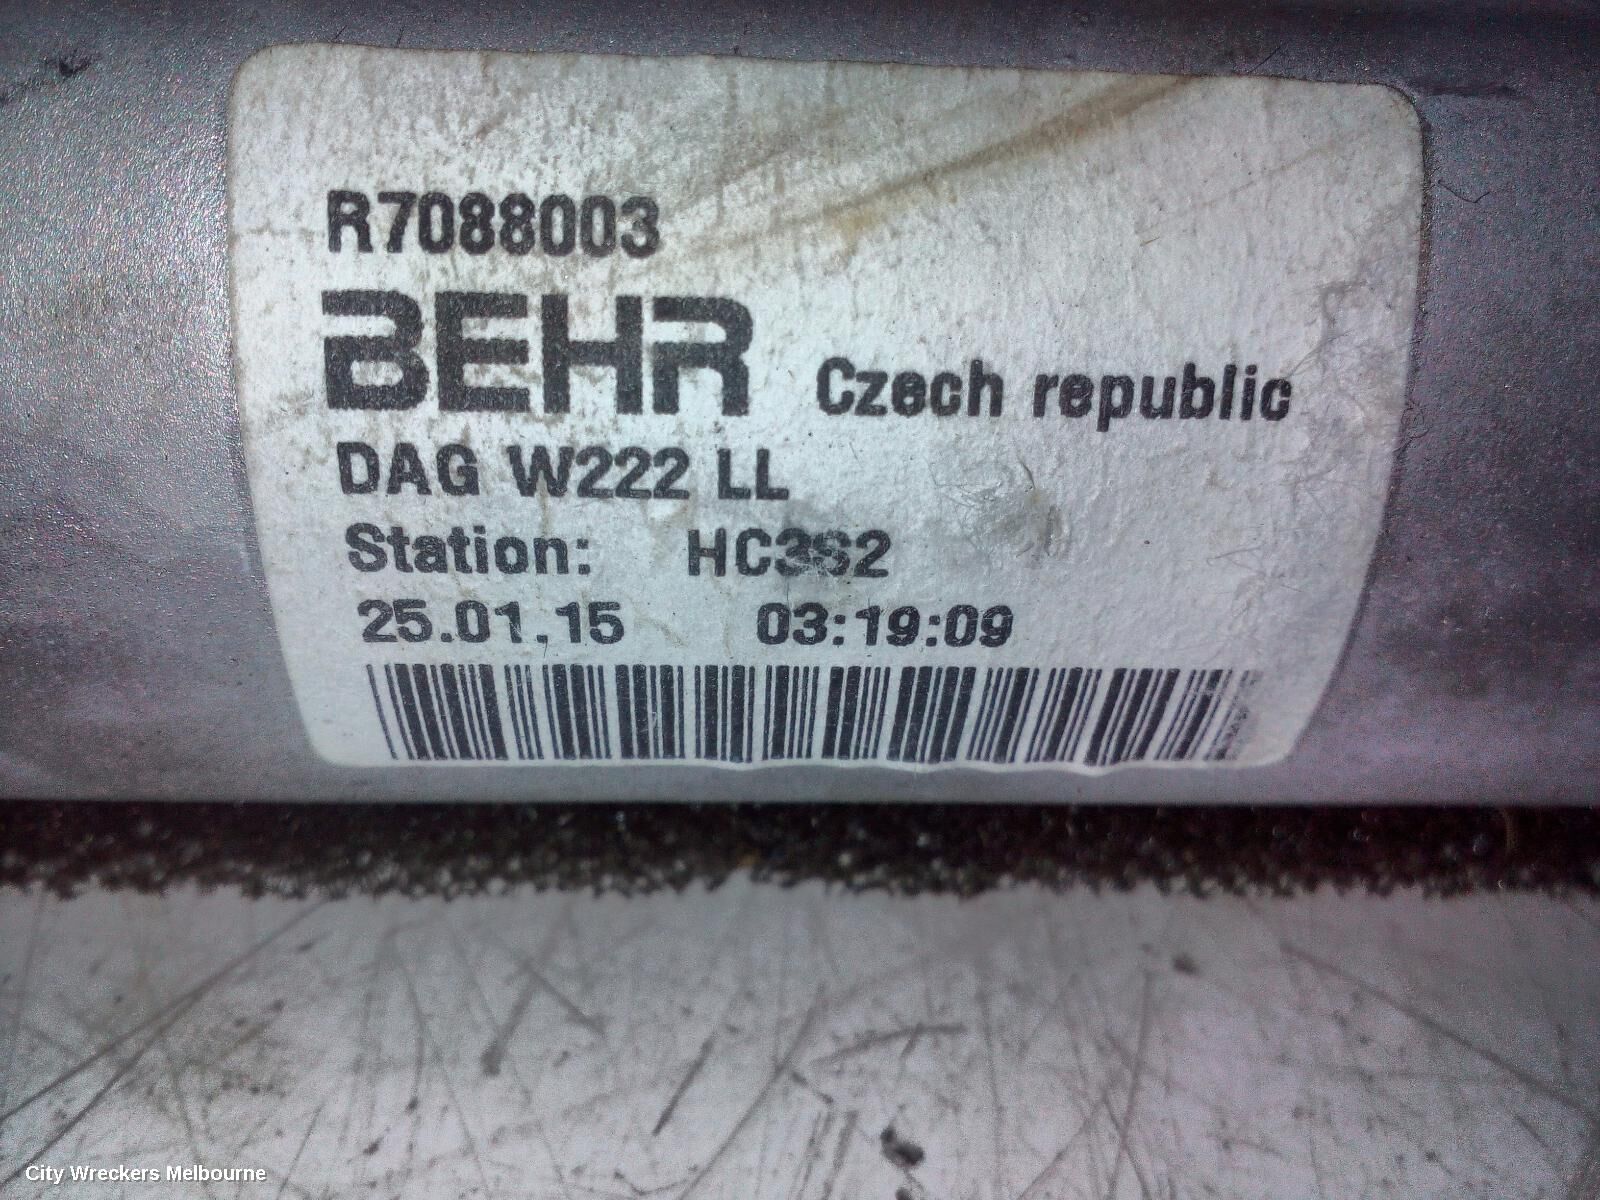 R7088003
BEHR Czech republic
DAG W222 LL
Station: HC3S2
25.01.15 03:19:09
City Wreckers Melbourne